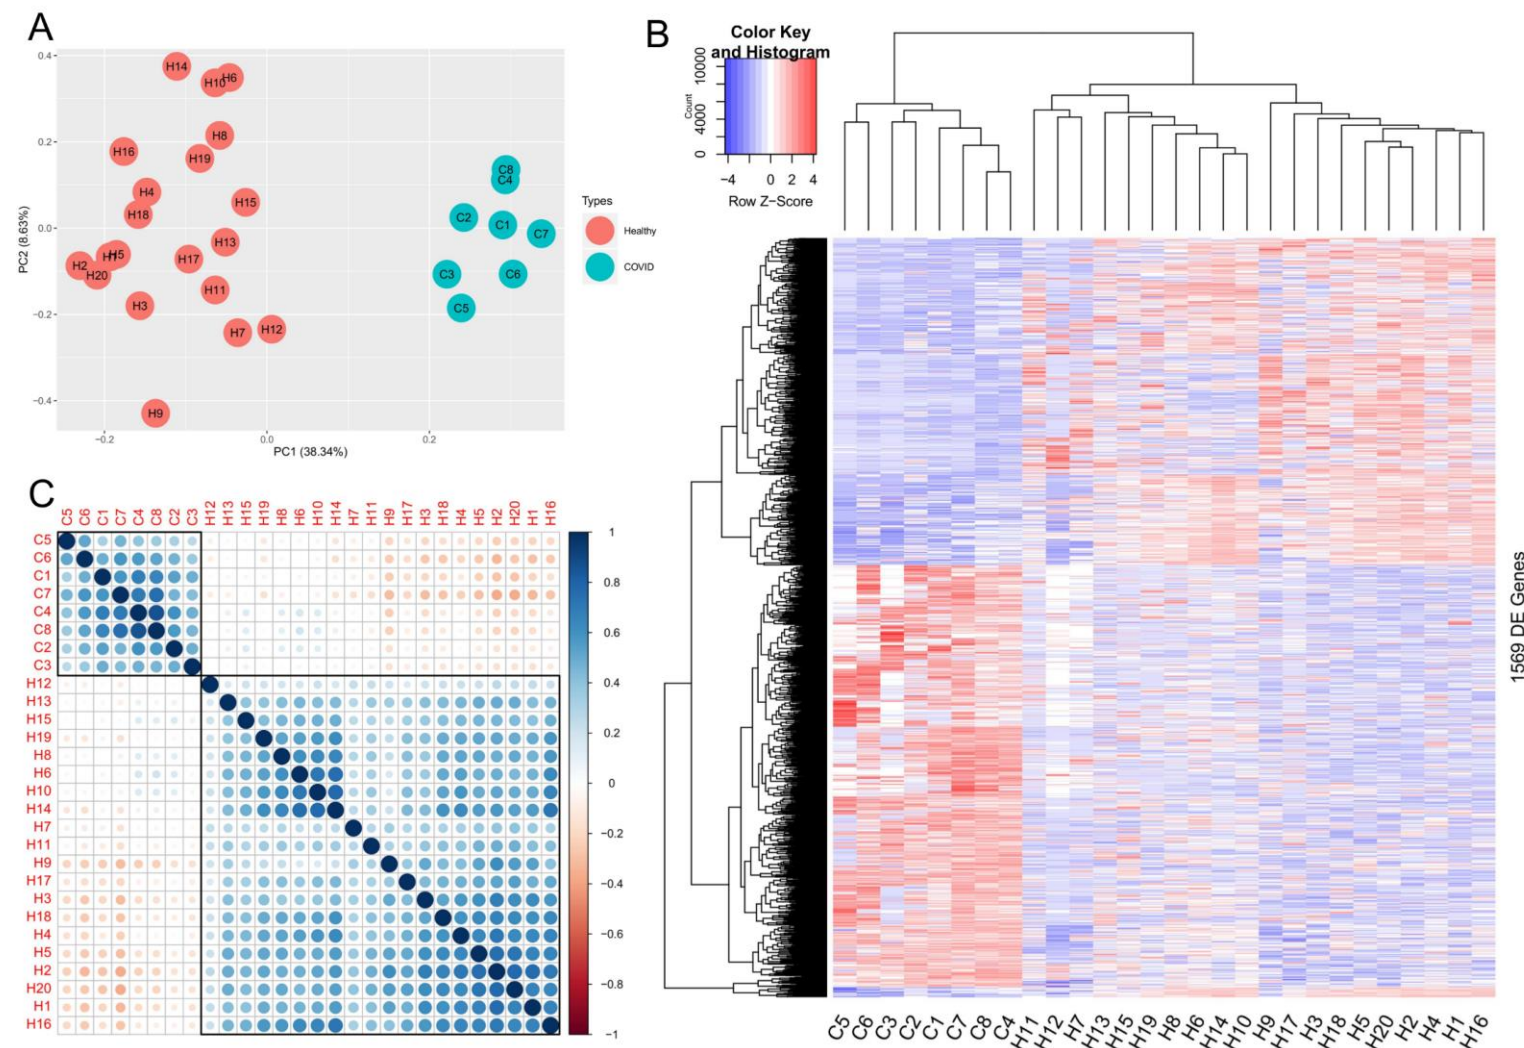 A
0.4
0.2
0.0
−0.2
−0.4
PC2 (8.63%)
H14
H10
H6
H8
H19
H16
H4
H18
H15
H13
H17
H5
H2
H20
H11
H3
H7
H12
H9
C8
C4
C2
C1
C7
C3
C6
C5
−0.2
0.0
0.2
PC1 (38.34%)
Types
Healthy
COVID
B
Color Key
and Histogram
Count
0
4000
10000
−4
0
2
4
Row Z−Score
1569 DE Genes
C5 C6 C3 C2 C1 C7 C8 C4 H11 H12 H7 H13 H15 H19 H8 H6 H14 H10 H9 H17 H3 H18 H5 H20 H2 H4 H1 H16
C
C5 C6 C1 C7 C4 C8 C2 C3 H12 H13 H15 H19 H8 H6 H10 H14 H7 H11 H9 H17 H3 H18 H4 H5 H2 H20 H1 H16
C5
C6
C1
C7
C4
C8
C2
C3
H12
H13
H15
H19
H8
H6
H10
H14
H7
H11
H9
H17
H3
H18
H4
H5
H2
H20
H1
H16
1
0.8
0.6
0.4
0.2
0
−0.2
−0.4
−0.6
−0.8
−1